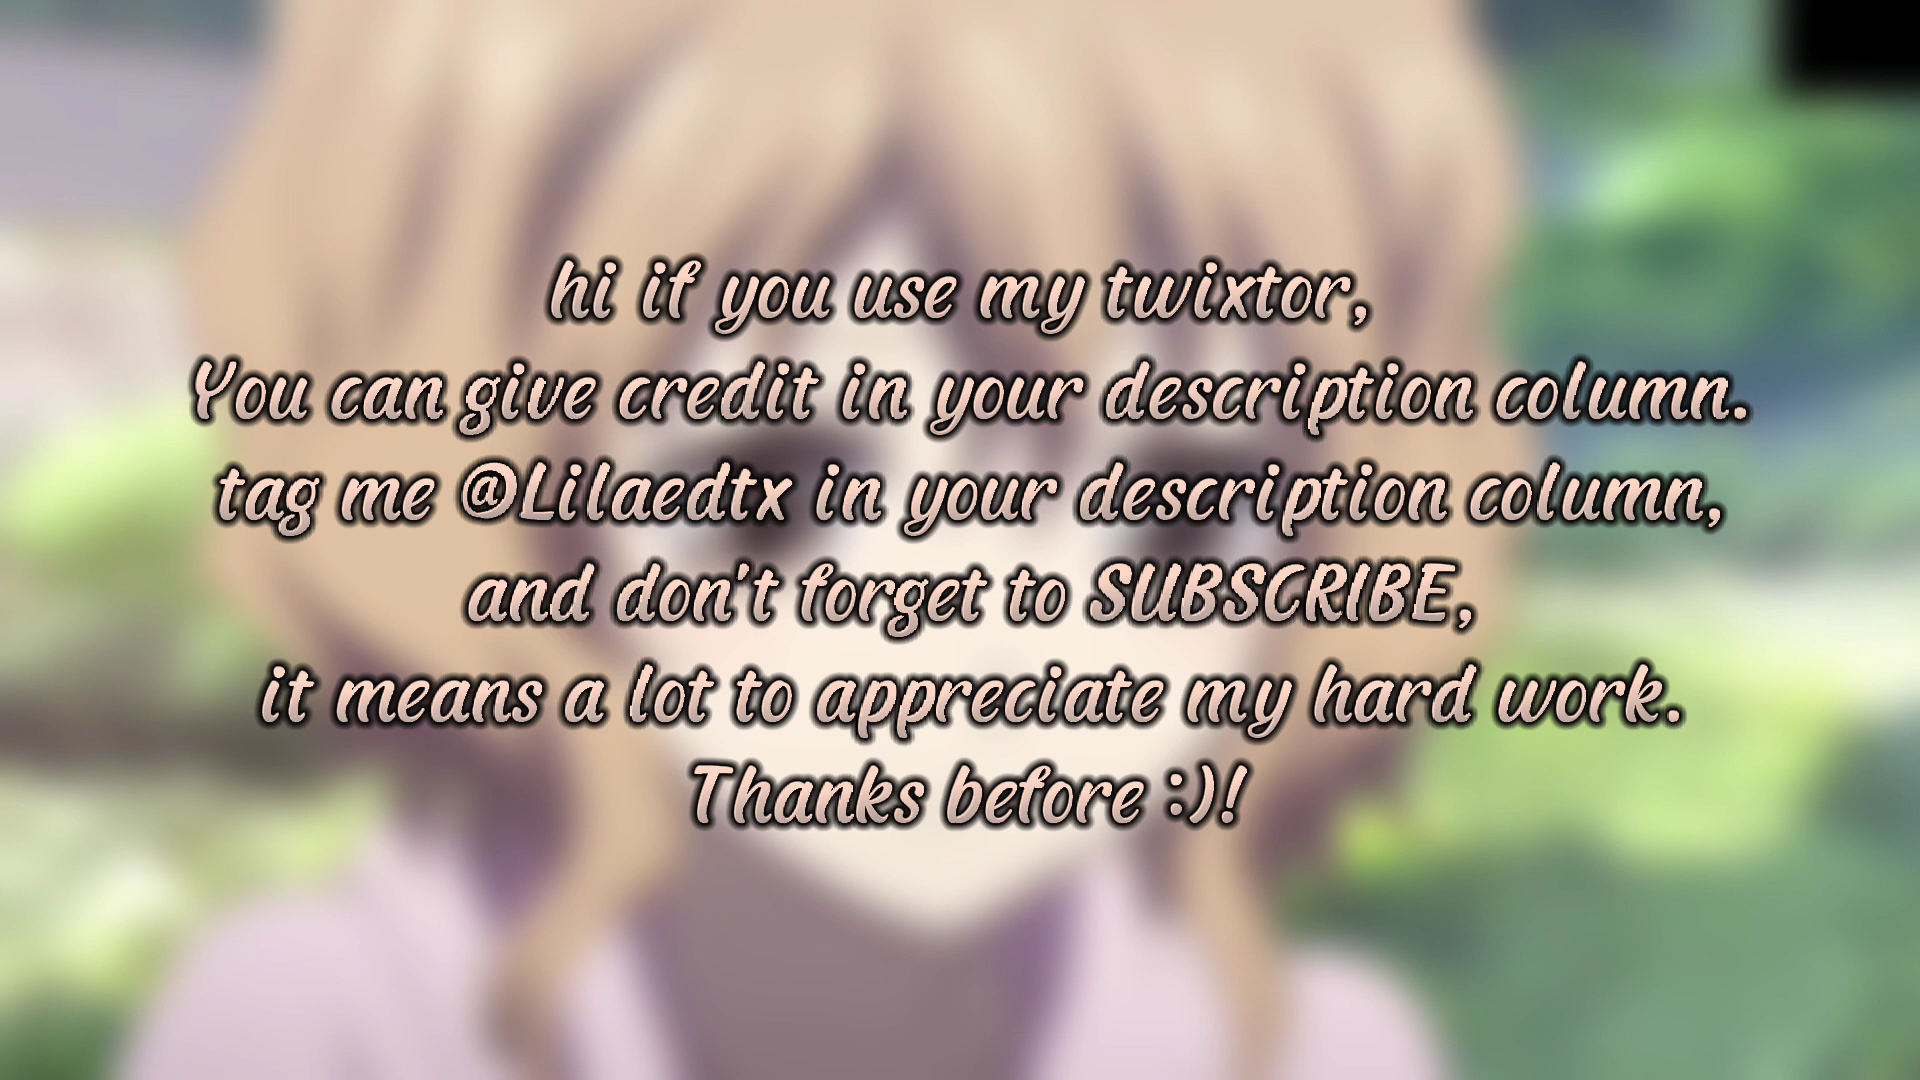 hi if you use my twixtor,
You can give credit in your description column.
tag me @Lilaedtx in your description column,
and don't forget to SUBSCRIBE,
it means a lot to appreciate my hard work.
Thanks before :)!